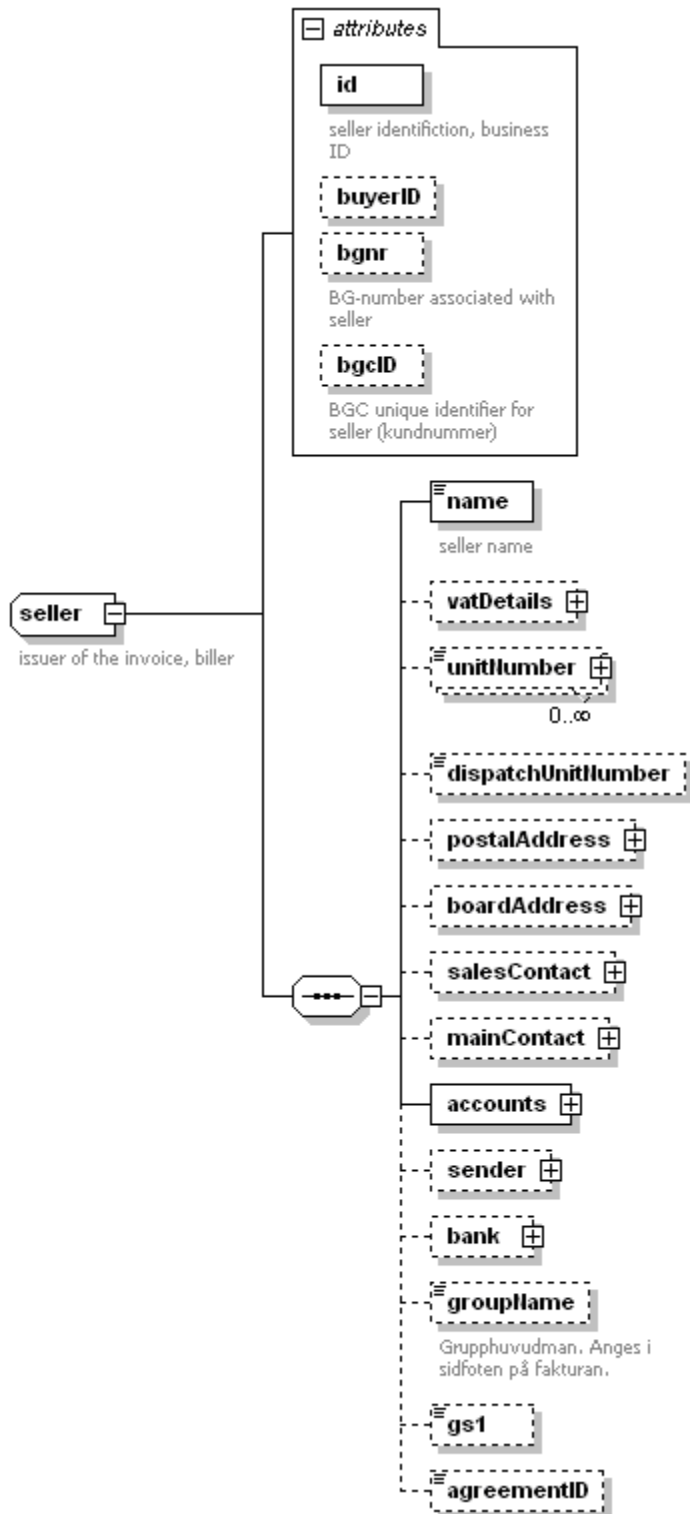 attributes
id
seller identifiction, business
ID
buyerID
bgnr
BG-number associated with
seller
bgcID
BGC unique identifier for
seller (kundnummer)
name
seller name
seller
issuer of the invoice, biller
vatDetails
unitNumber
0..∞
dispatchUnitNumber
postalAddress
boardAddress
salesContact
mainContact
accounts
sender
bank
groupName
Grupphuvudman. Anges i
sidfoten på fakturan.
gs1
agreementID